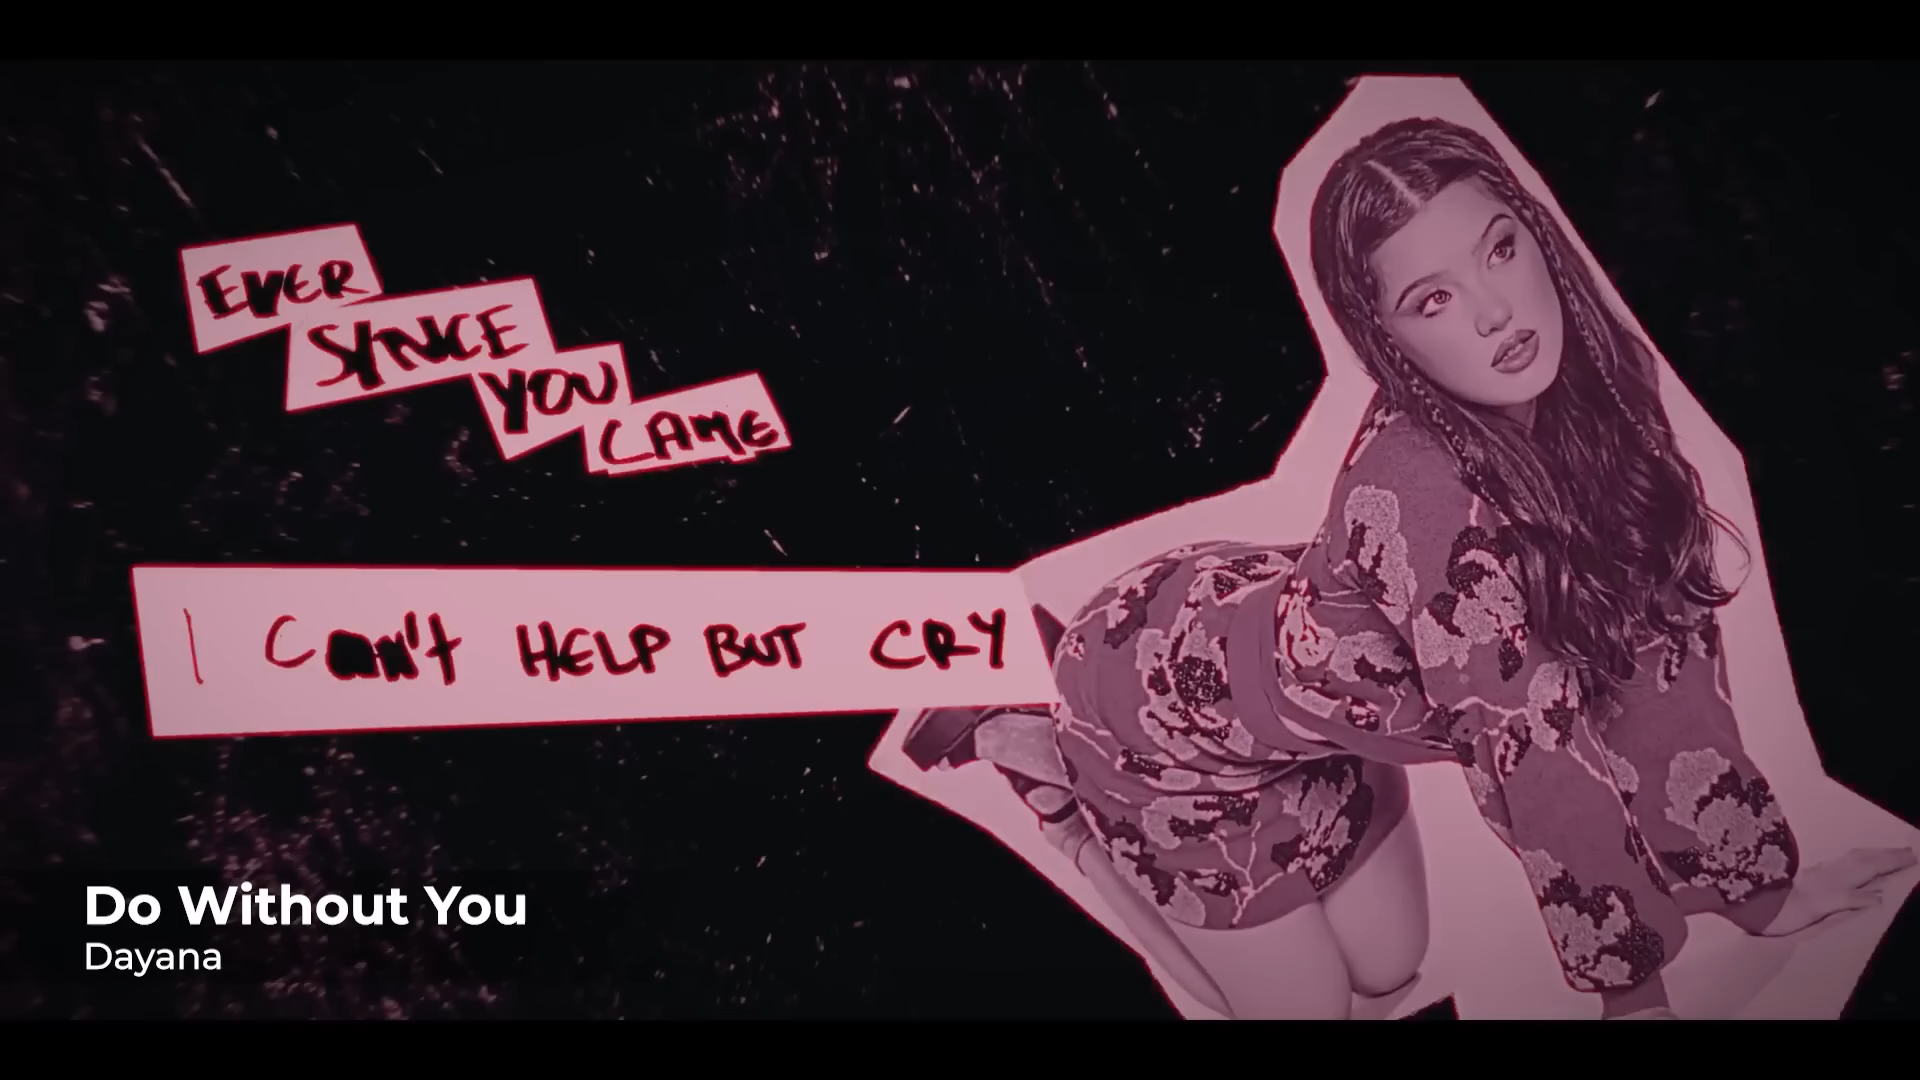 EVER
SYNCE
YOU
CAME
I CAn't HELP BUT CRY
Do Without You
Dayana